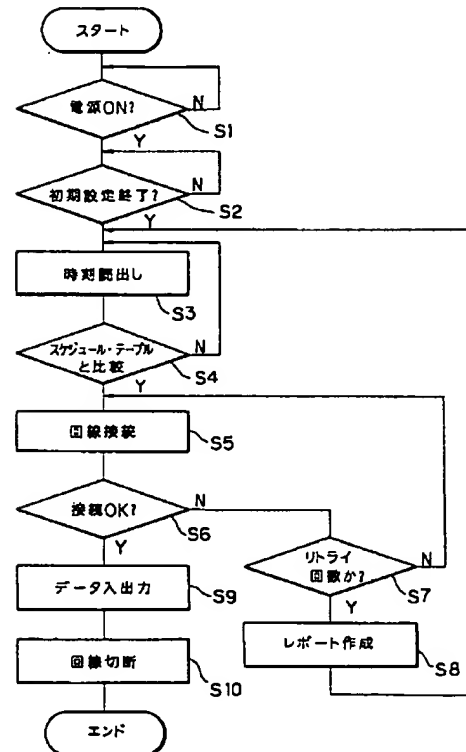 スタート
電源ON?
N
S1
Y
初期設定終了?
N
S2
Y
時刻読出し
S3
スケジュール・テーブル
と比較
N
S4
Y
回線接続
S5
接続OK?
N
S6
Y
リトライ
回数か?
N
S7
Y
データ入出力
S9
レポート作成
S8
回線切断
S10
エンド